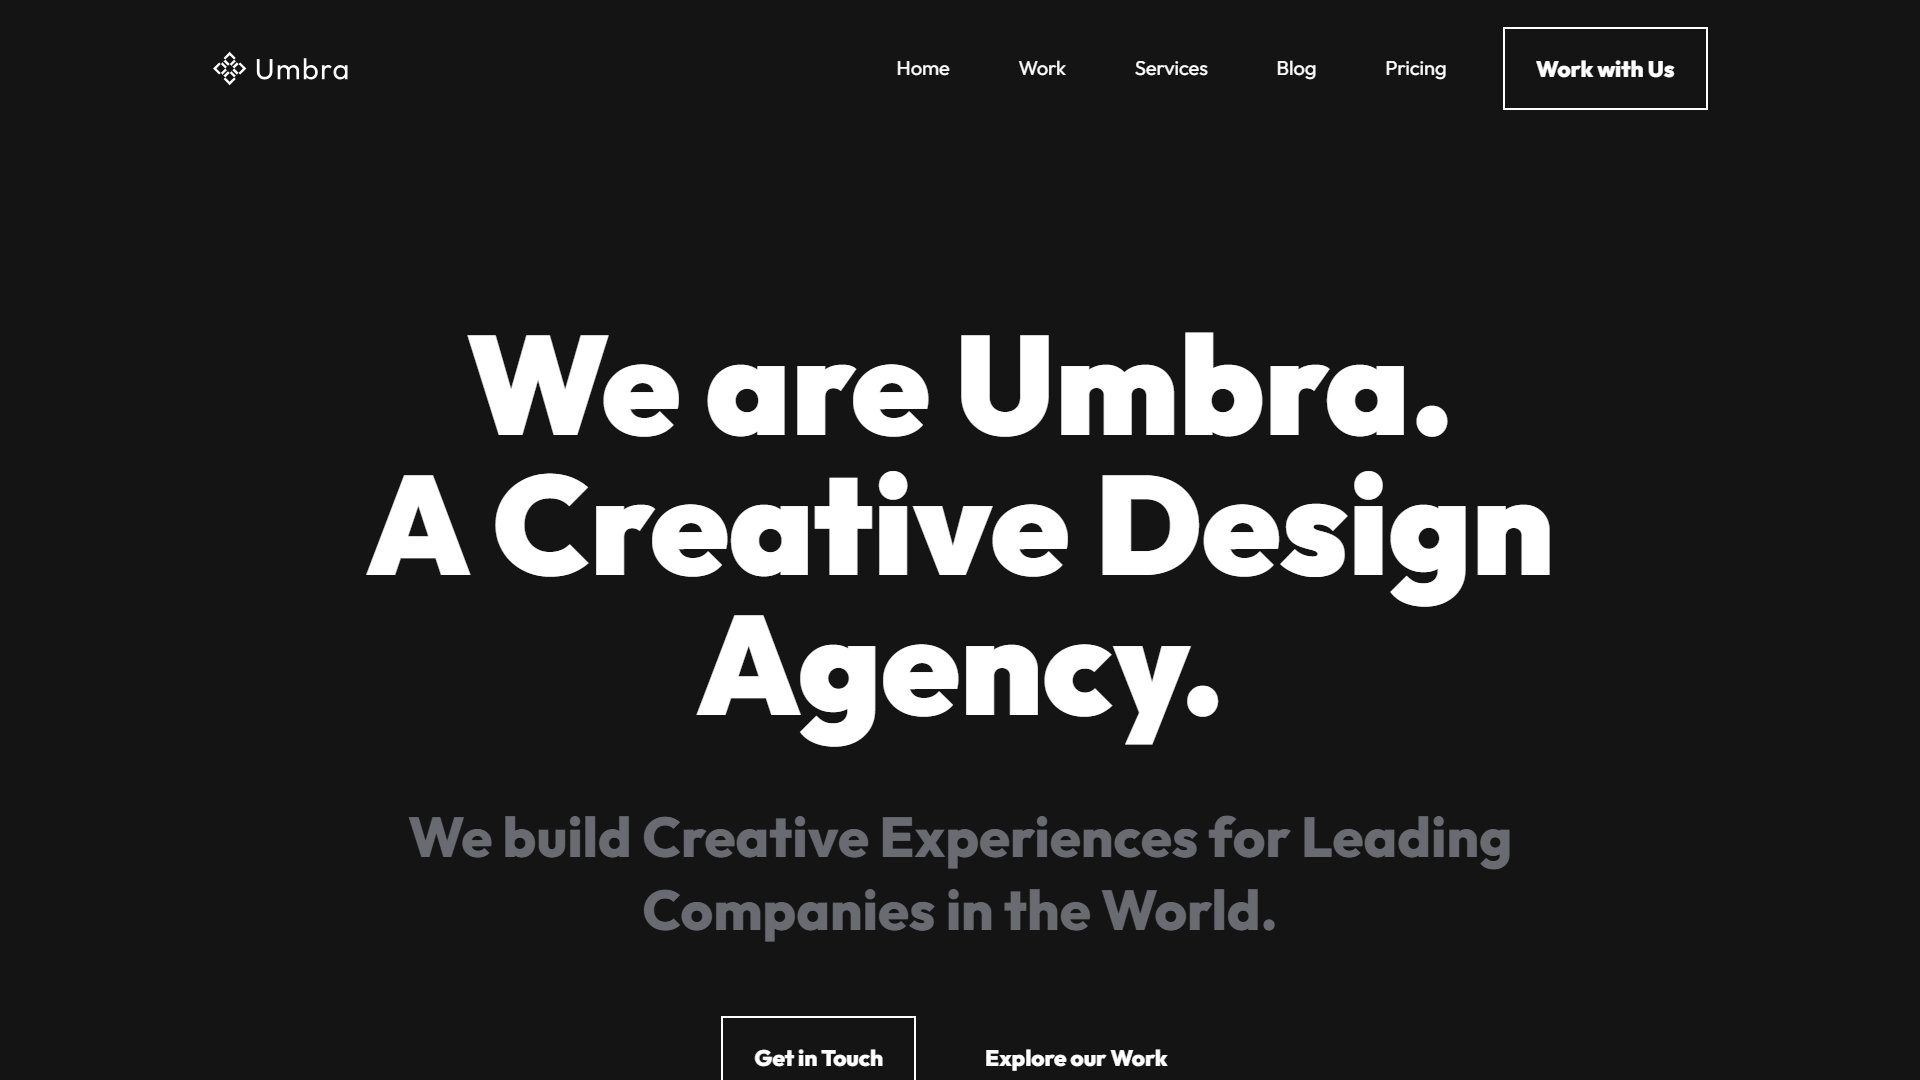 Umbra
Home Work Services Blog Pricing Work with Us
We are Umbra.
A Creative Design
Agency.
We build Creative Experiences for Leading
Companies in the World.
Get in Touch Explore our Work